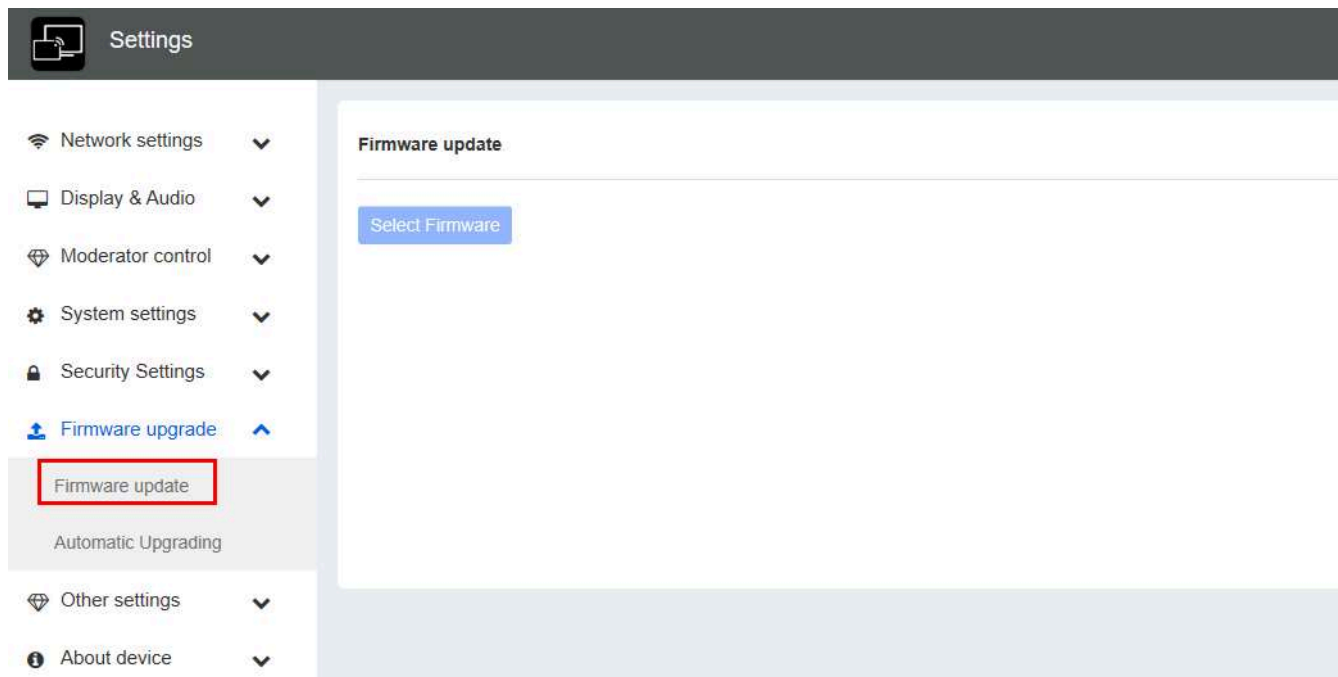 Settings
Network settings
Display & Audio
Moderator control
System settings
Security Settings
Firmware upgrade
Firmware update
Automatic Upgrading
Other settings
About device
Firmware update
Select Firmware